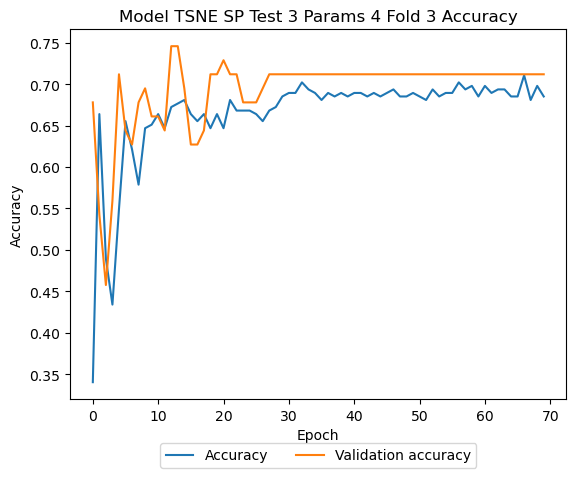 Model TSNE SP Test 3 Params 4 Fold 3 Accuracy
Accuracy
0.75
0.70
0.65
0.60
0.55
0.50
0.45
0.40
0.35
0 10 20 30 40 50 60 70
Epoch
Accuracy Validation accuracy